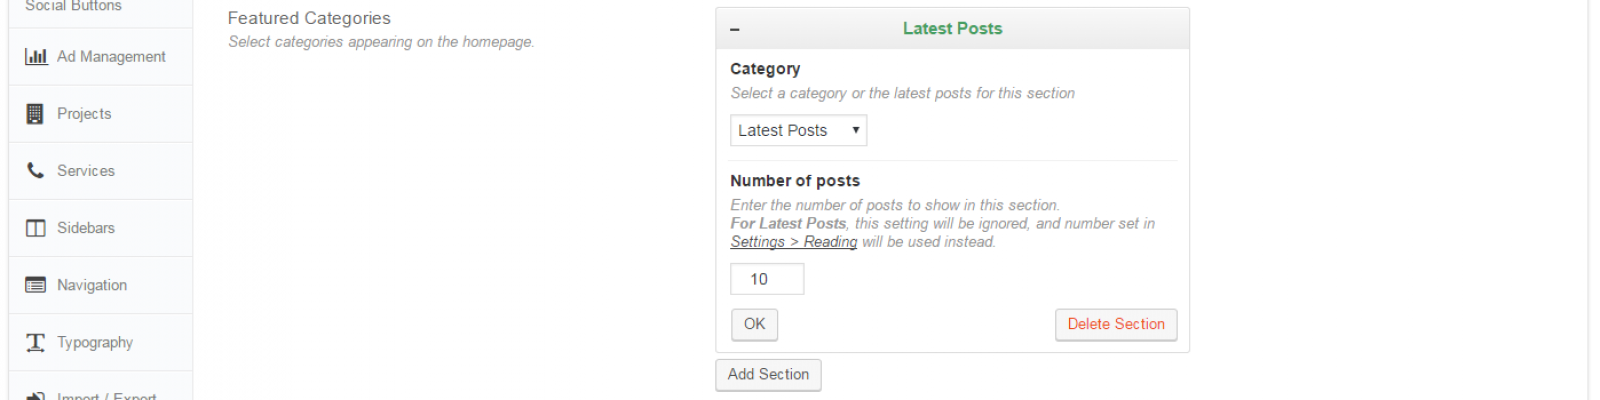 Social Buttons
Ad Management
Projects
Services
Sidebars
Navigation
Typography
Import / Export
Featured Categories
Select categories appearing on the homepage.
Latest Posts
Category
Select a category or the latest posts for this section
Latest Posts
Number of posts
Enter the number of posts to show in this section.
For Latest Posts, this setting will be ignored, and number set in
Settings > Reading will be used instead.
10
OK
Delete Section
Add Section